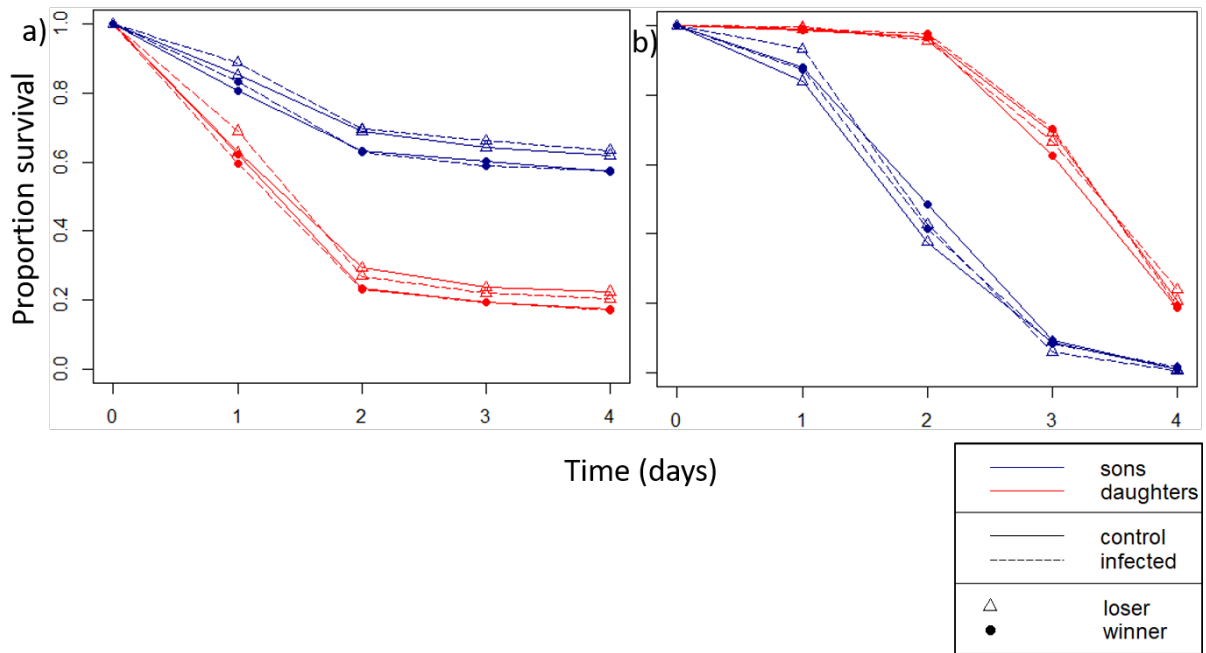 a)
b)
Proportion survival
1.0
0.8
0.6
0.4
0.2
0.0
0 1 2 3 4
0 1 2 3 4
Time (days)
sons
daughters
control
infected
loser
winner